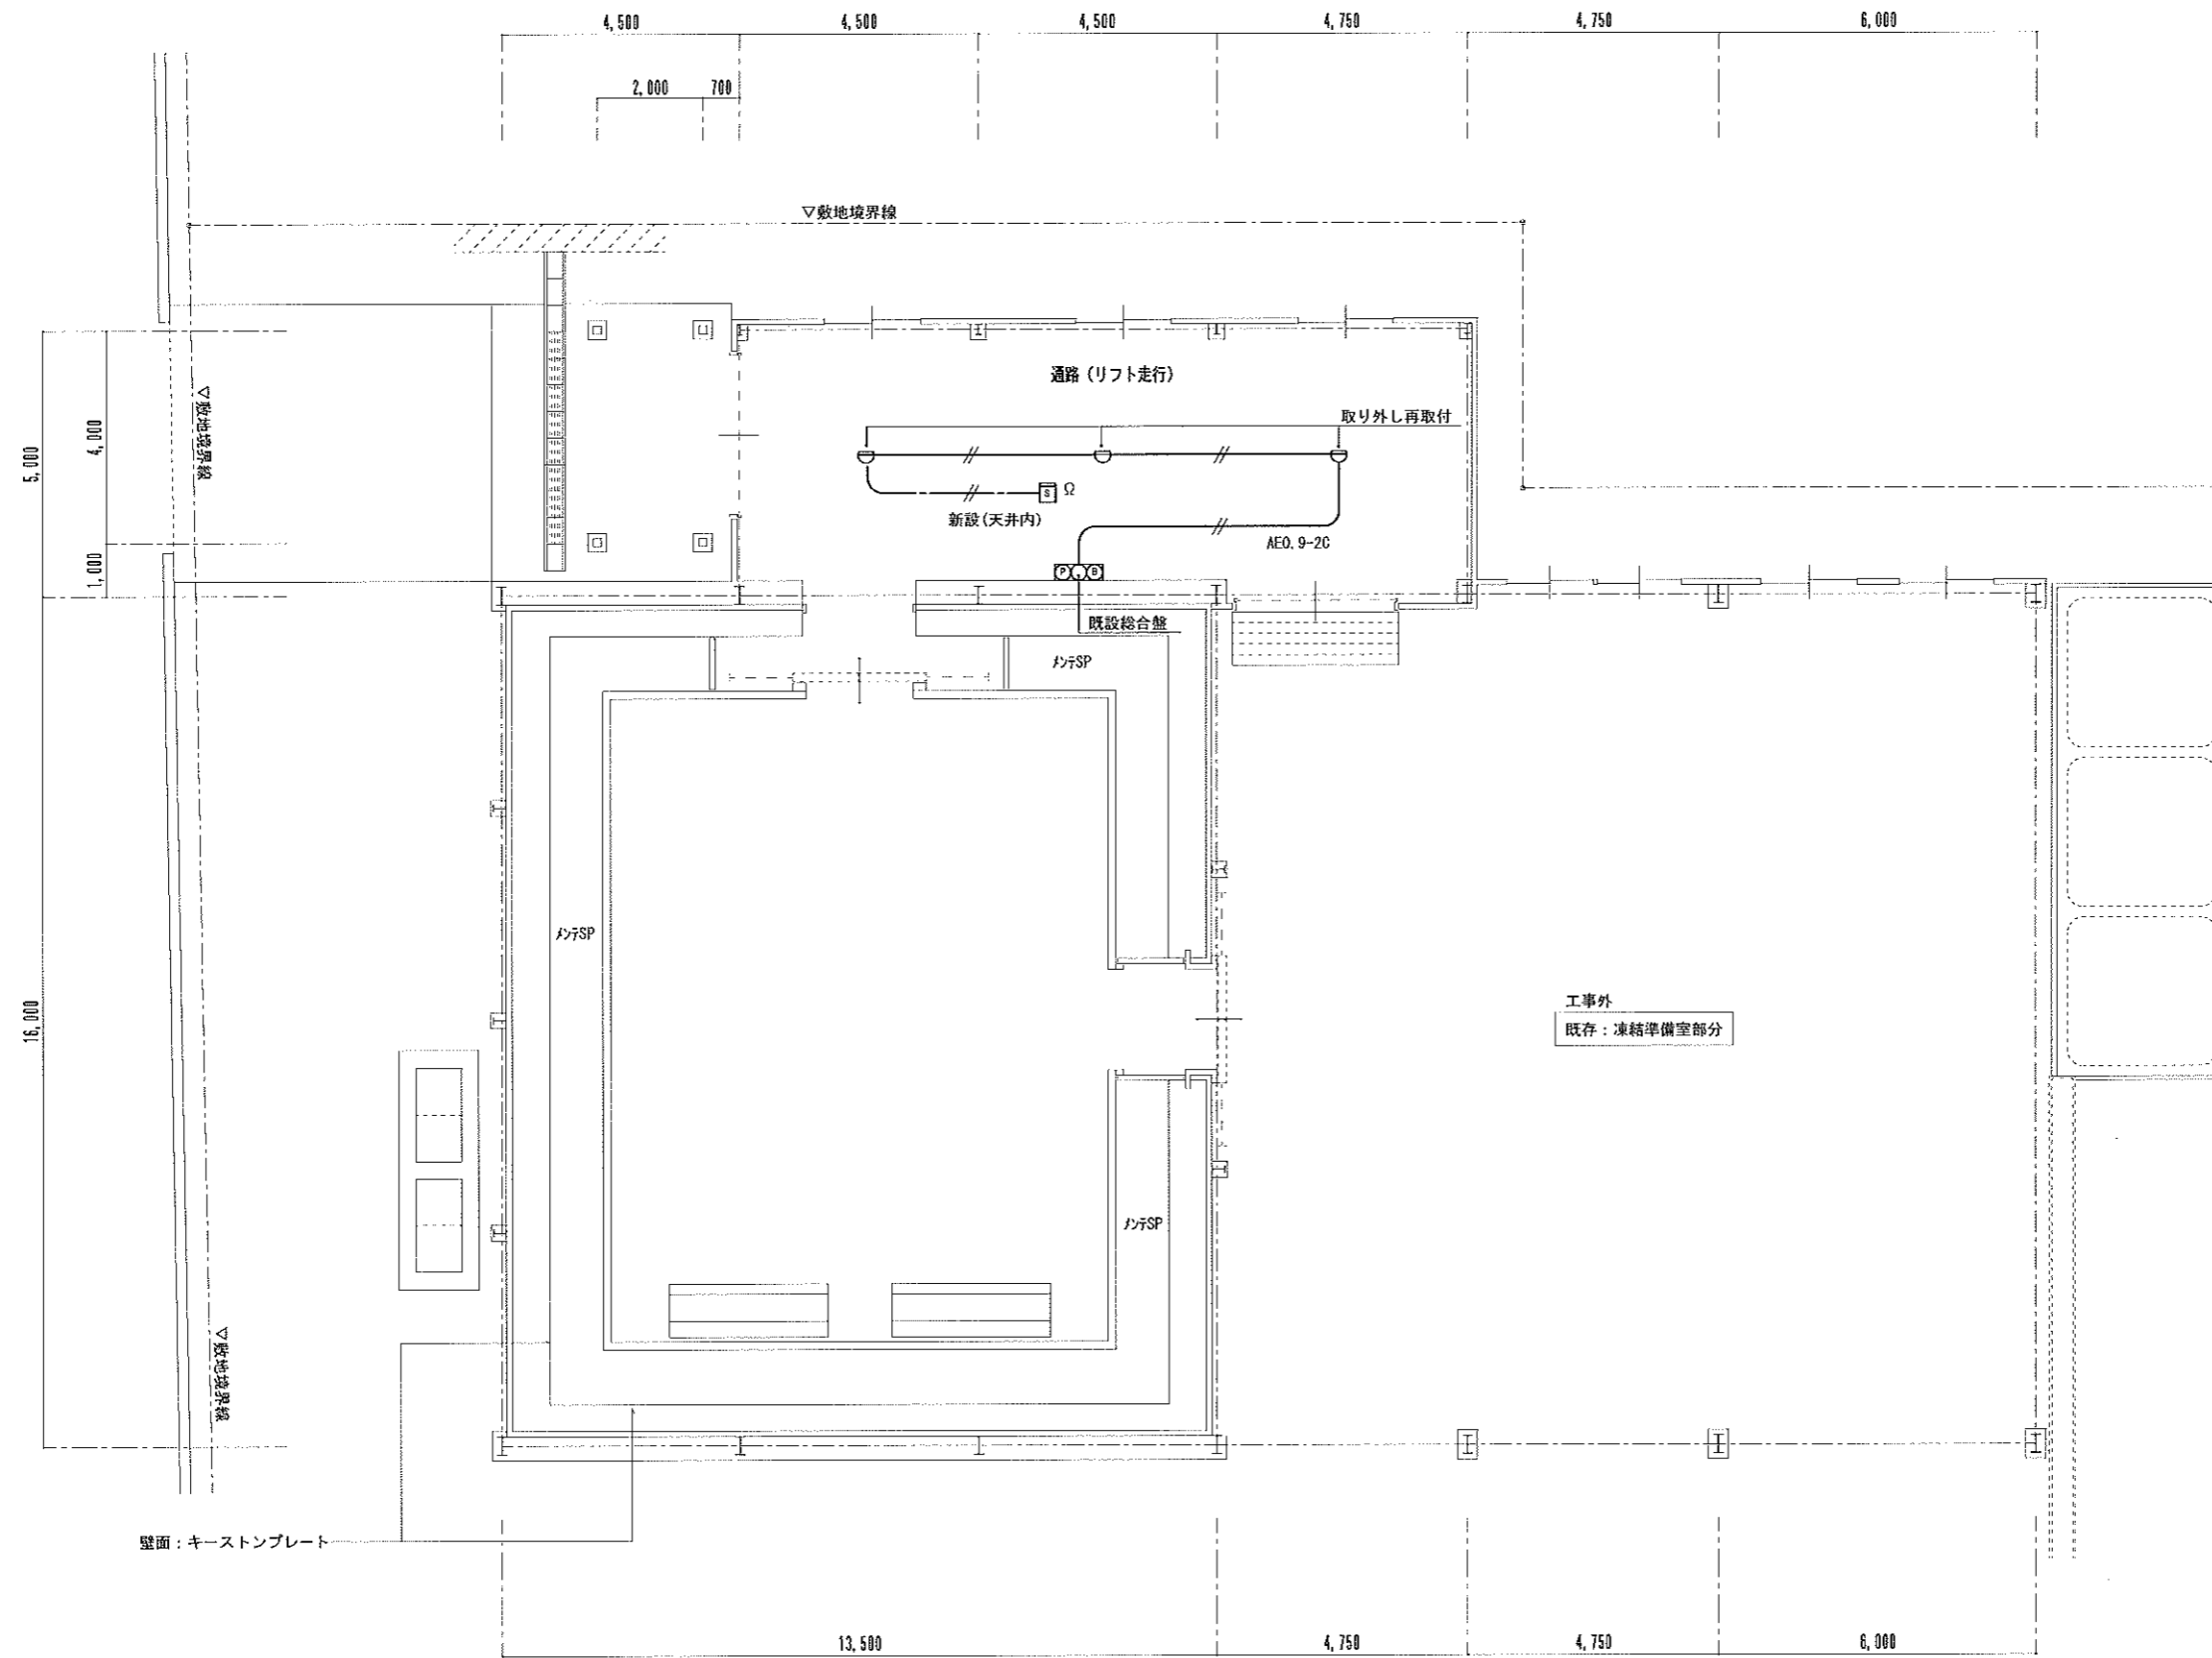 4,500
4,500
4,500
4,750
4,750
6,000
2,000
700
▽敷地境界線
通路（リフト走行）
取り外し再取付
S
Ω
新設(天井内)
AE0.9-2C
P
B
既設総合盤
ﾒﾝﾃSP
▽敷地境界線
5,000
4,000
1,000
16,000
ﾒﾝﾃSP
工事外
既存：凍結準備室部分
ﾒﾝﾃSP
▽敷地境界線
壁面：キーストンプレート
13,500
4,750
4,750
6,000